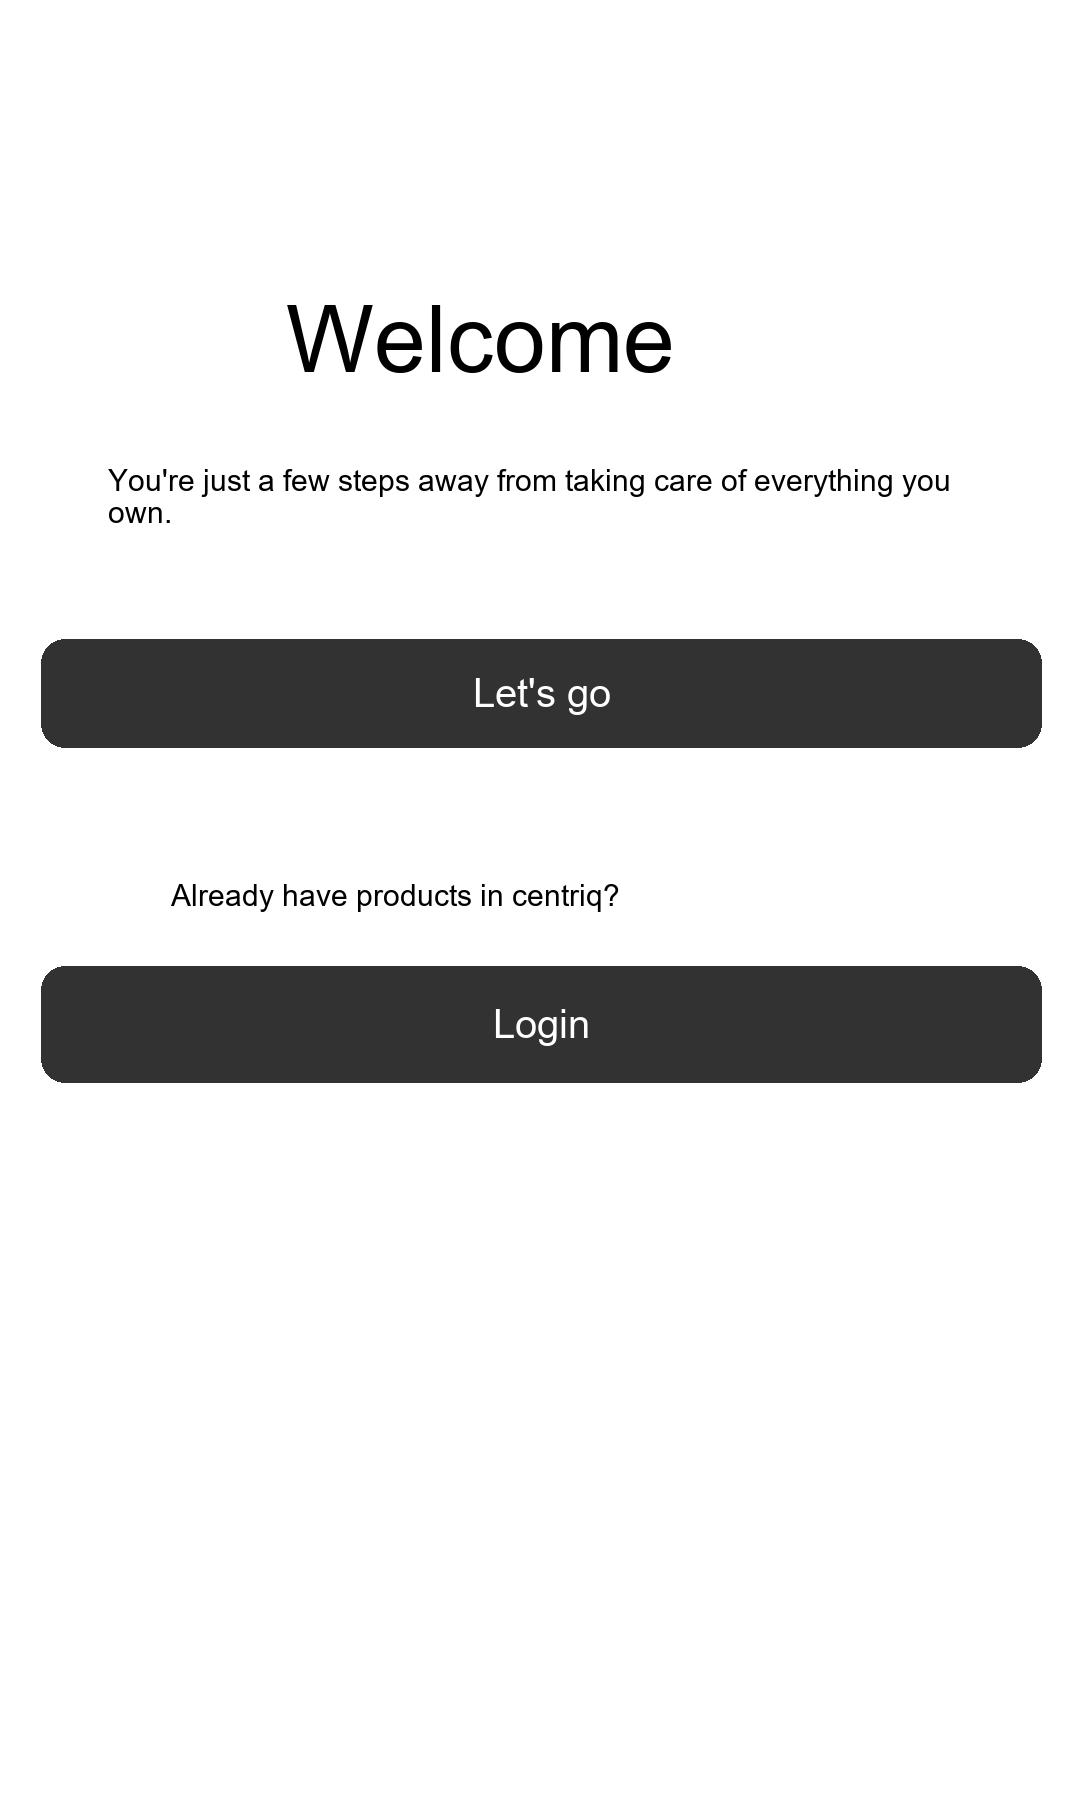 Welcome
You're just a few steps away from taking care of everything you
own.
Let's go
Already have products in centriq?
Login